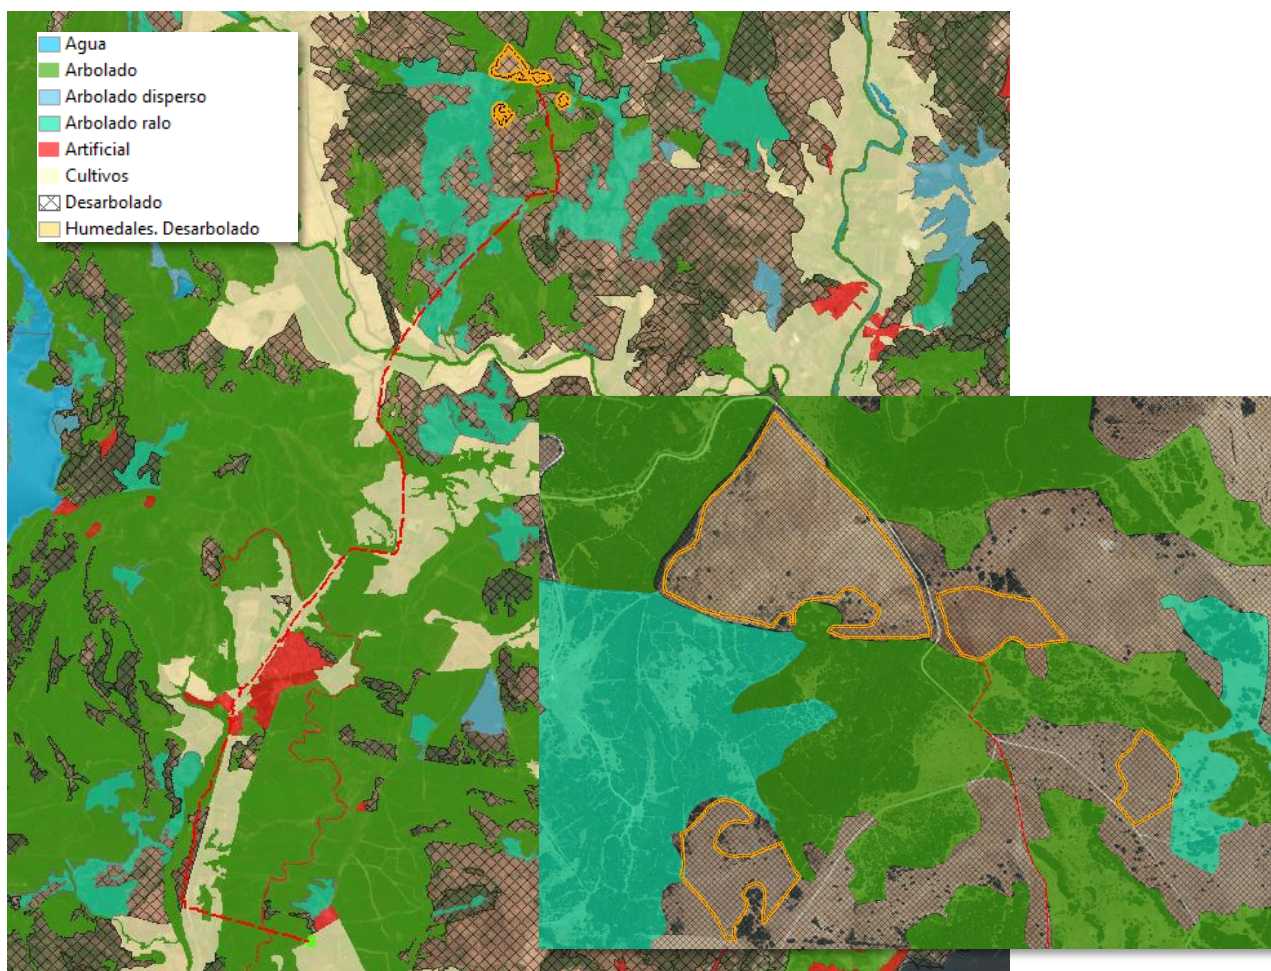 Agua
Arbolado
Arbolado disperso
Arbolado ralo
Artificial
Cultivos
Desarbolado
Humedales. Desarbolado